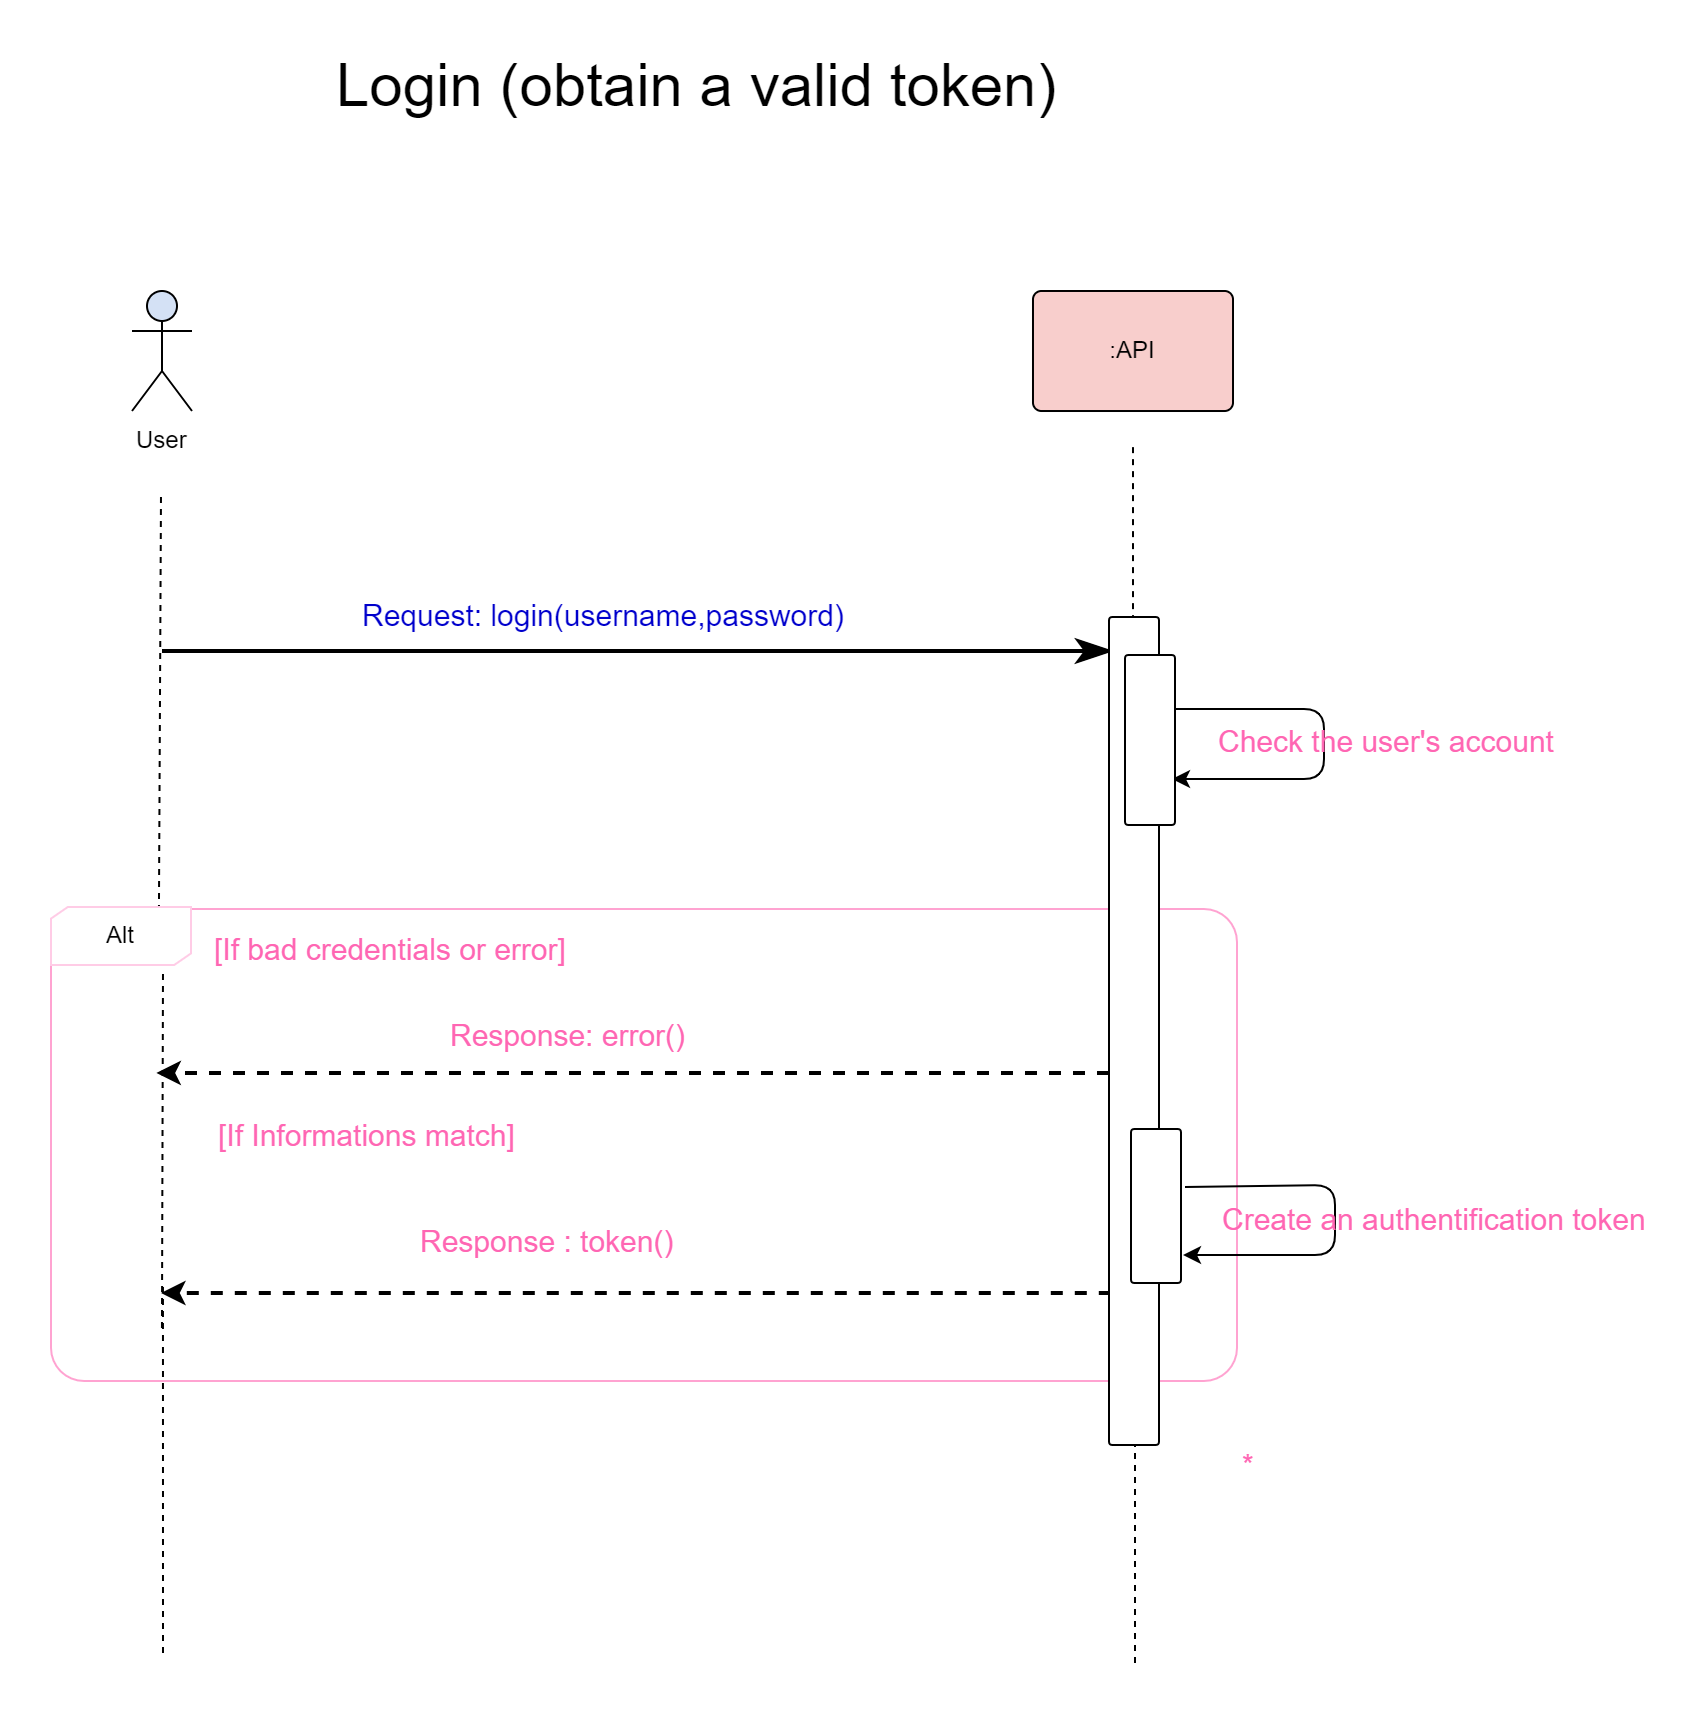 Login (obtain a valid token)
User
:API
Request: login(username,password)
Check the user's account
Alt
[If bad credentials or error]
Response: error()
[If Informations match]
Create an authentification token
Response : token()
*